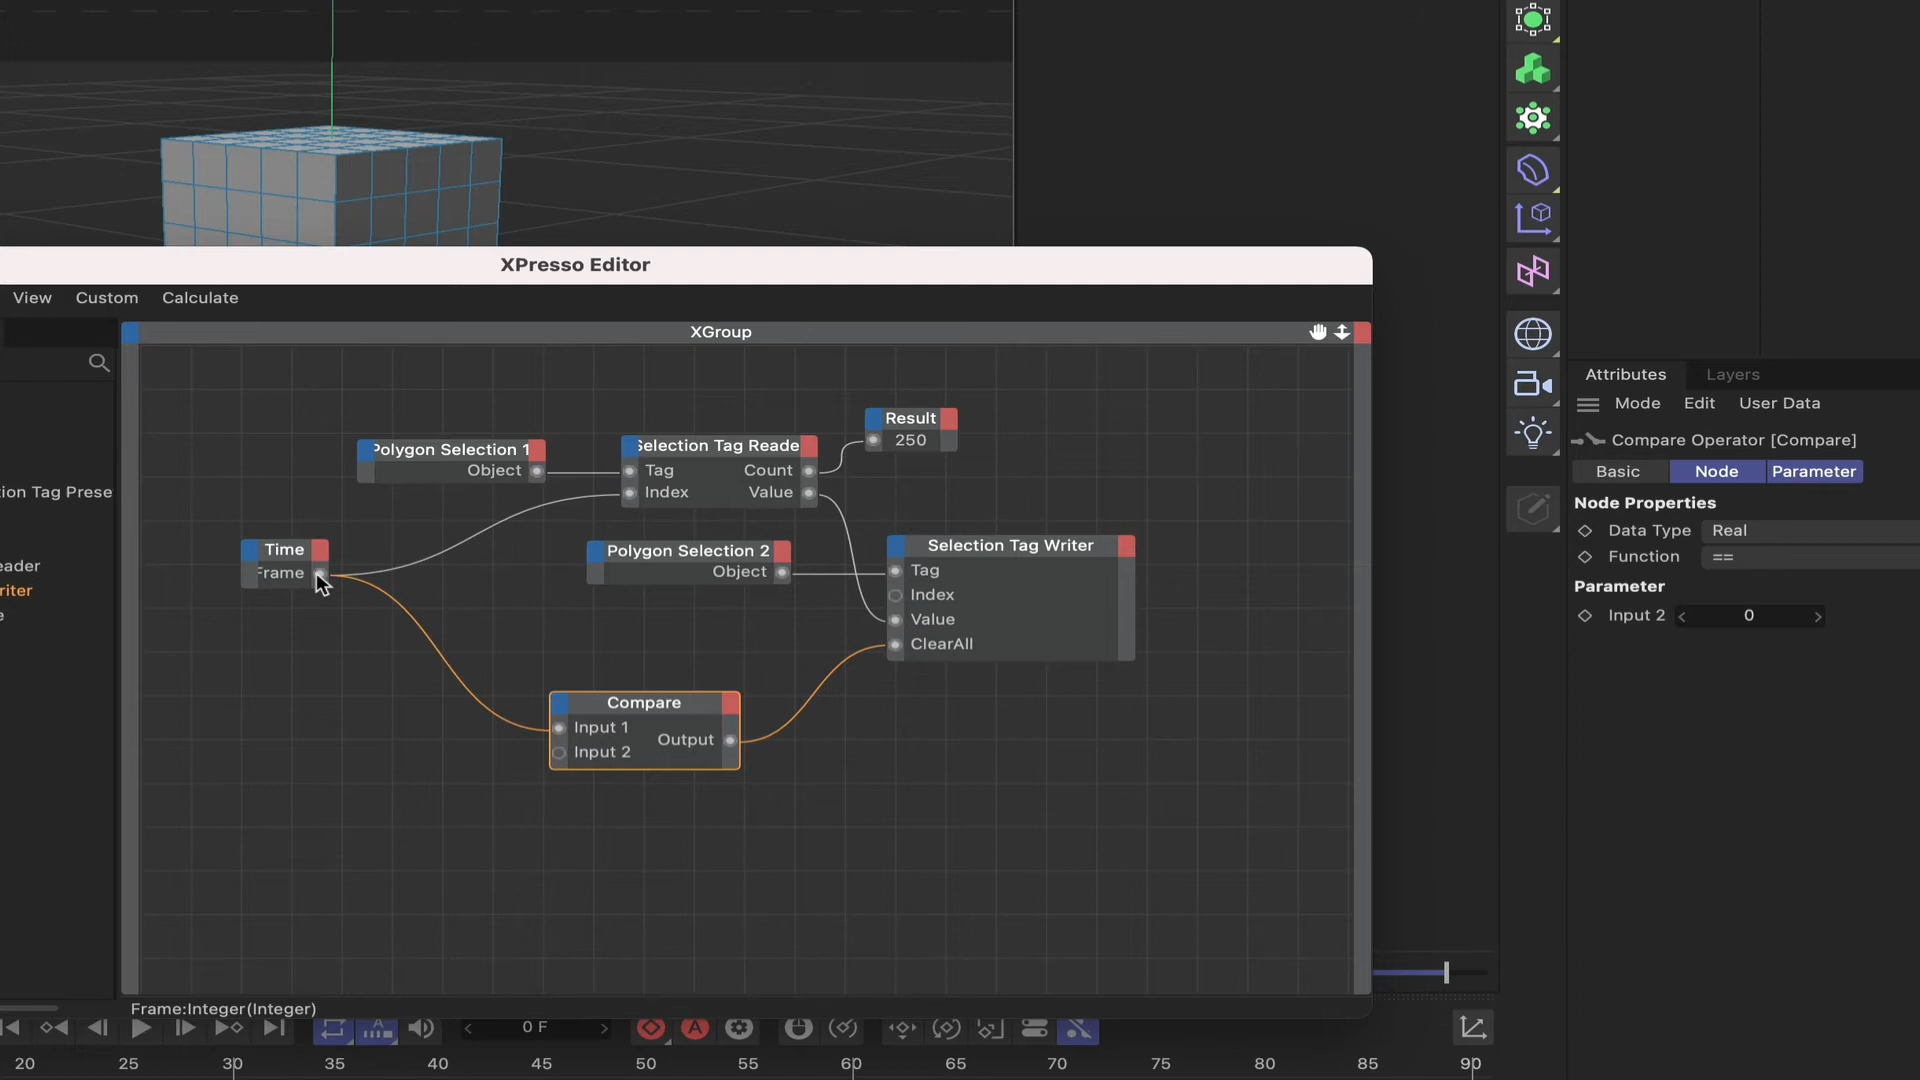 XPresso Editor
View Custom Calculate
XGroup
Result
250
Polygon Selection 1
Object
Selection Tag Reade
Tag Count
Index Value
Time
Frame
Polygon Selection 2
Object
Selection Tag Writer
Tag
Index
Value
ClearAll
Compare
Input 1
Output
Input 2
ion Tag Prese
eader
riter
e
Frame:Integer(Integer)
Attributes Layers
Mode Edit User Data
Compare Operator [Compare]
Basic Node Parameter
Node Properties
Data Type Real
Function ==
Parameter
Input 2 < 0 >
< 0 F >
A A
20 25 30 35 40 45 50 55 60 65 70 75 80 85 90